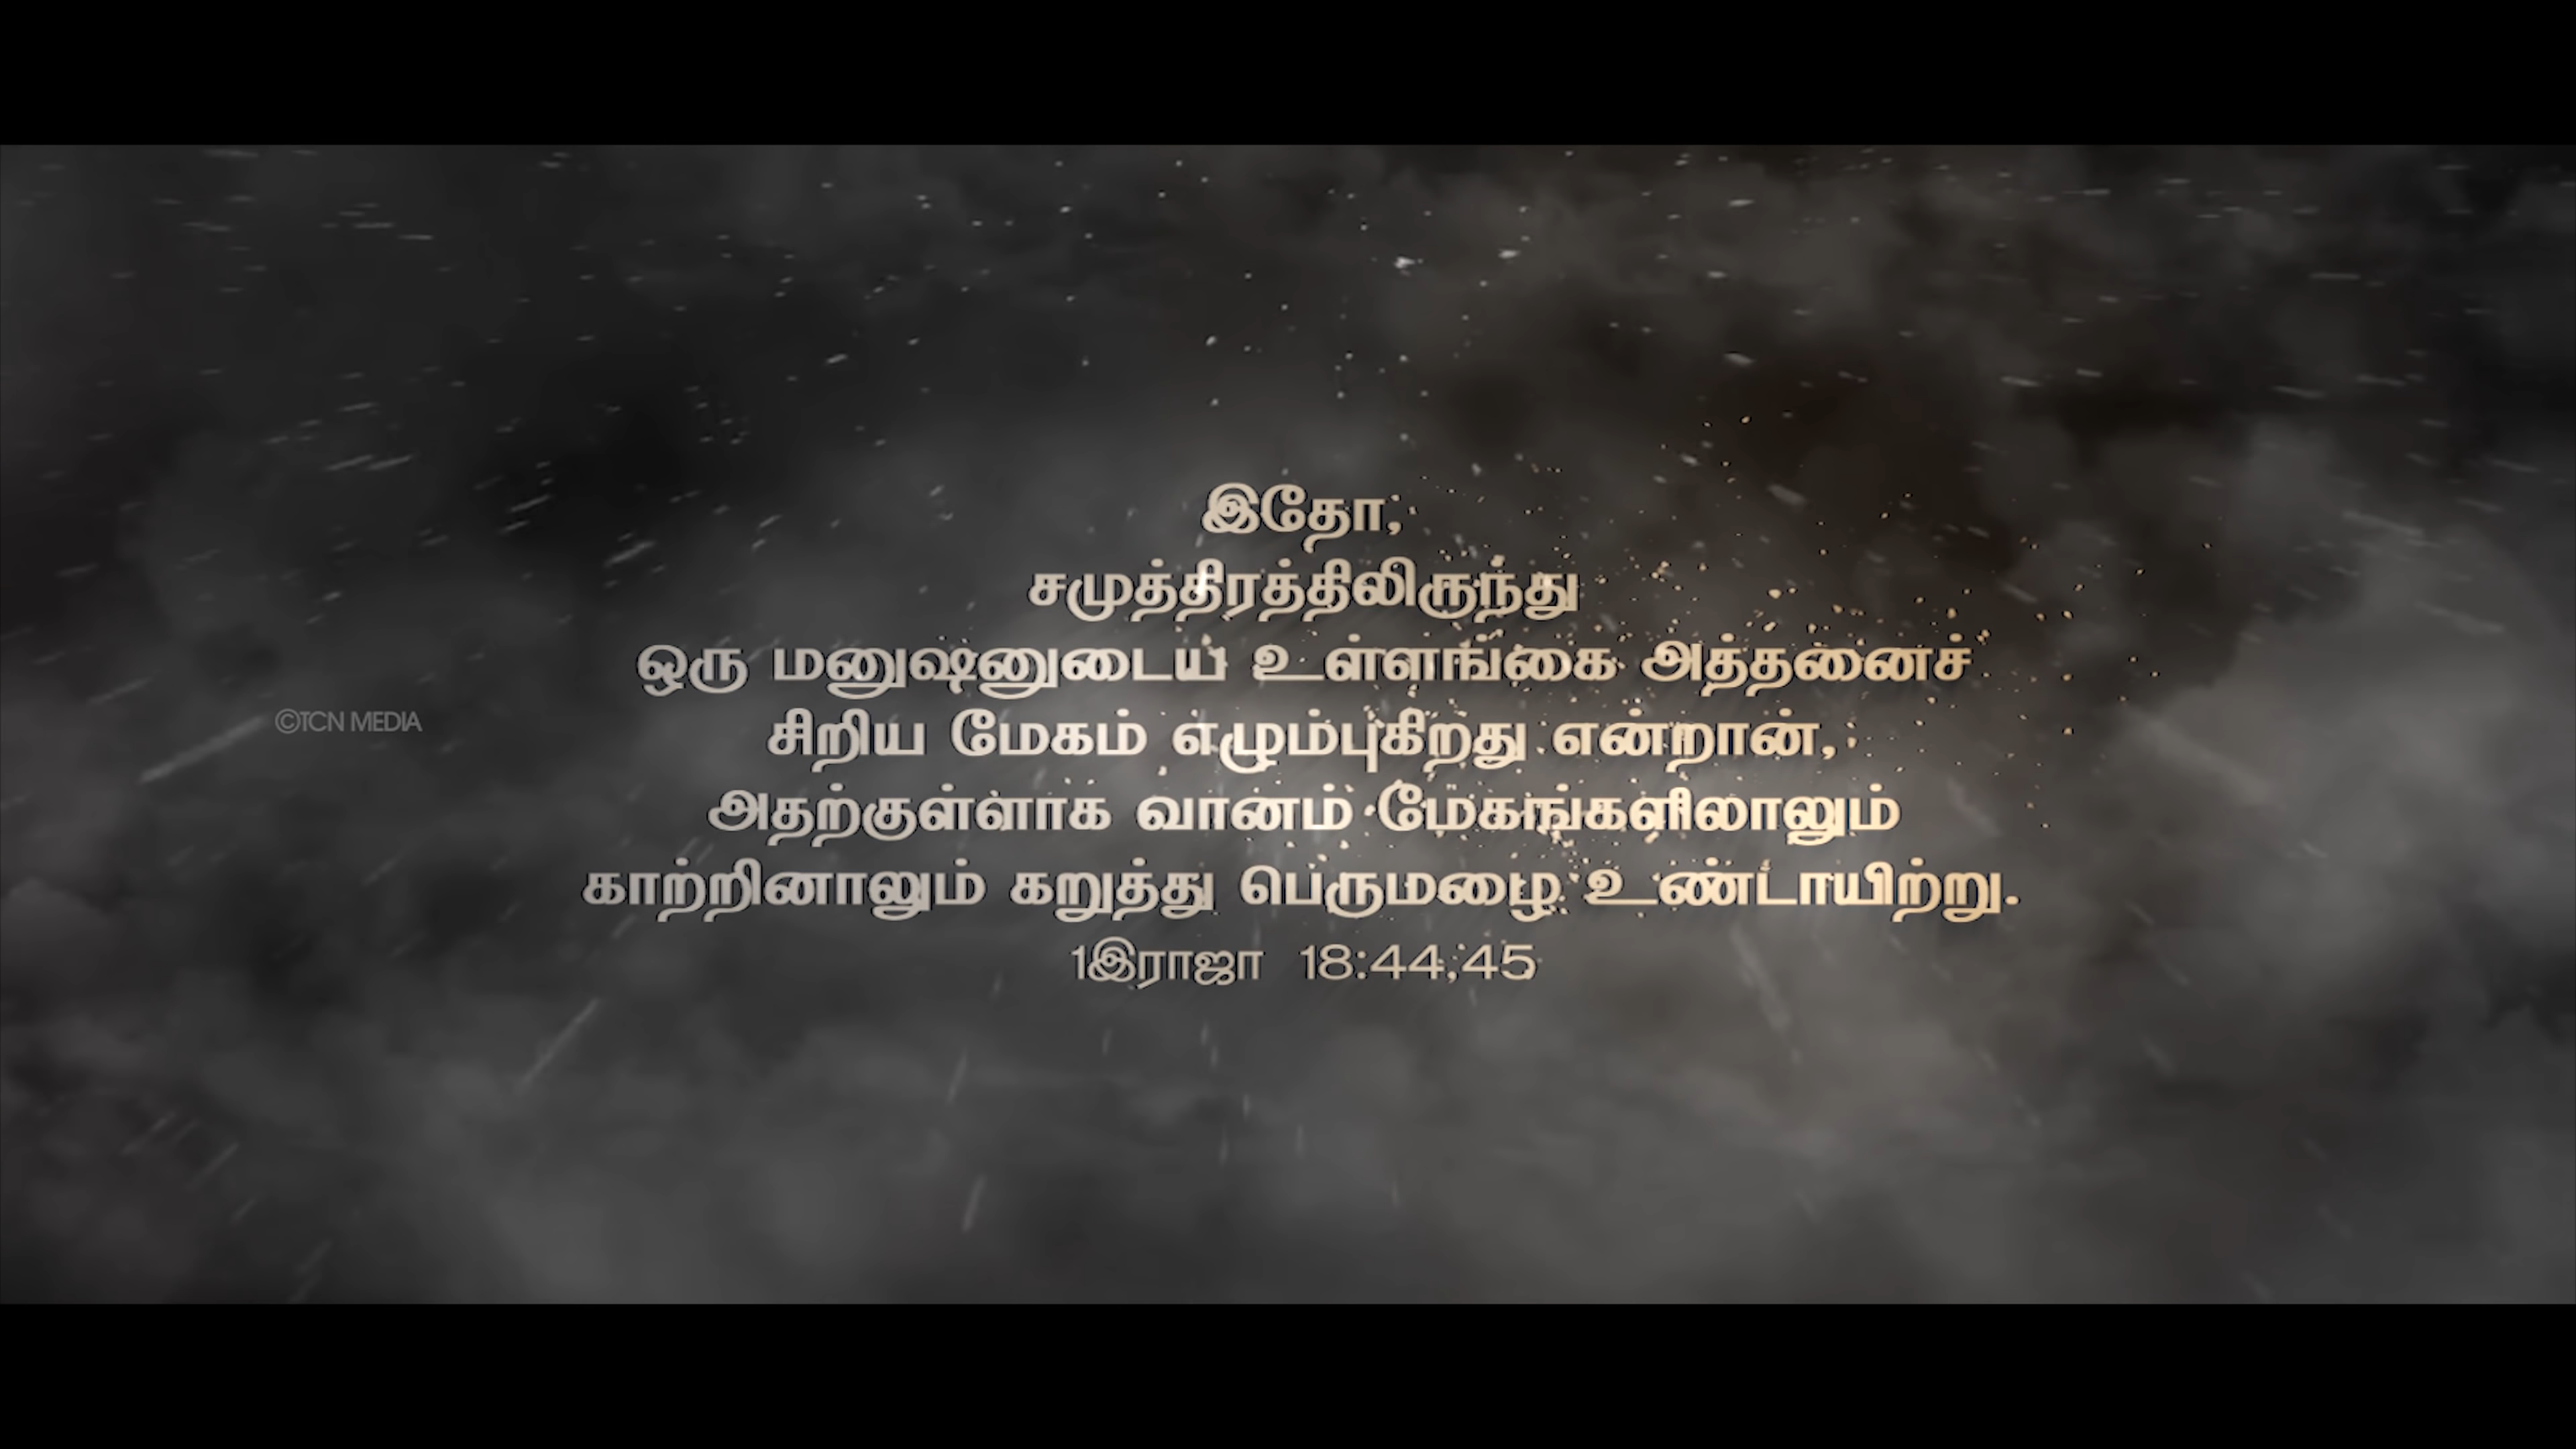 இதோ,
சமுத்திரத்திலிருந்து
ஒரு மனுஷனுடைய உள்ளங்கை அத்தனைச்
சிறிய மேகம் எழும்புகிறது என்றான்,
©TCN MEDIA
அதற்குள்ளாக வானம் மேகங்களிலாலும்
காற்றினாலும் கறுத்து பெருமழை உண்டாயிற்று.
1இராஜா 18:44,45